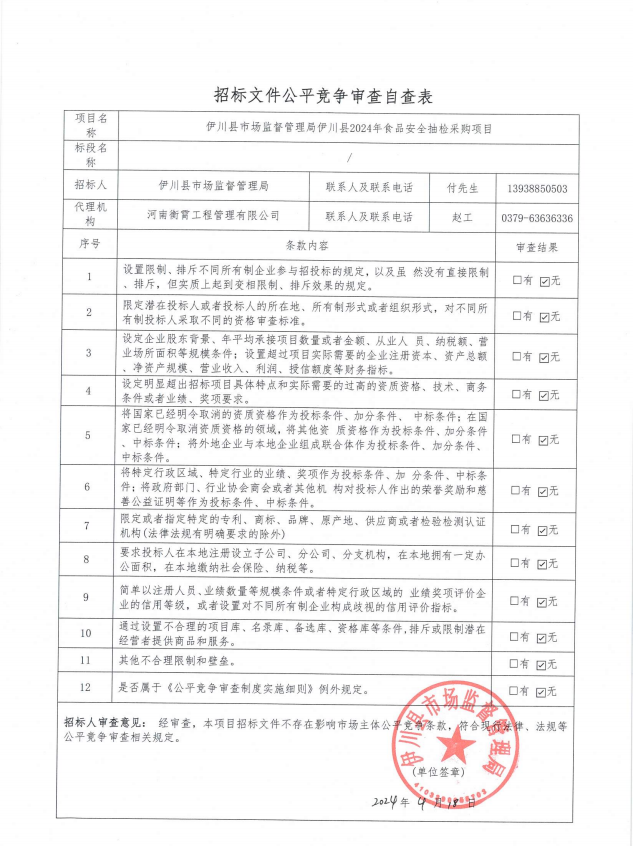 招标文件公平竞争审查自查表
项目名
称
伊川县市场监督管理局伊川县2024年食品安全抽检采购项目
标段名
称
/
招标人
伊川县市场监督管理局
联系人及联系电话
付先生
13938850503
代理机
构
河南衡霄工程管理有限公司
联系人及联系电话
赵工
0379-63636336
序号
条款内容
审查结果
1
设置限制、排斥不同所有制企业参与招投标的规定，以及虽 然没有直接限制
、排斥，但实质上起到变相限制、排斥效果的规定。
□有 ☑无
2
限定潜在投标人或者投标人的所在地、所有制形式或者组织形式，对不同所
有制投标人采取不同的资格审查标准。
□有 ☑无
3
设定企业股东背景、年平均承接项目数量或者金额、从业人 员、纳税额、营
业场所面积等规模条件；设置超过项目实际需要的企业注册资本、资产总额
、净资产规模、营业收入、利润、授信额度等财务指标。
□有 ☑无
4
设定明显超出招标项目具体特点和实际需要的过高的资质资格、技术、商务
条件或者业绩、奖项要求。
□有 ☑无
5
将国家已经明令取消的资质资格作为投标条件、加分条件、 中标条件；在国
家已经明令取消资质资格的领域，将其他资 质资格作为投标条件、加分条件
、中标条件；将外地企业与本地企业组成联合体作为投标条件、加分条件、
中标条件。
□有 ☑无
6
将特定行政区域、特定行业的业绩、奖项作为投标条件、加 分条件、中标条
件；将政府部门、行业协会商会或者其他机 构对投标人作出的荣誉奖励和慈
善公益证明等作为投标条件、中标条件。
□有 ☑无
7
限定或者指定特定的专利、商标、品牌、原产地、供应商或者检验检测认证
机构(法律法规有明确要求的除外)
□有 ☑无
8
要求投标人在本地注册设立子公司、分公司、分支机构，在本地拥有一定办
公面积，在本地缴纳社会保险、纳税等。
□有 ☑无
9
简单以注册人员、业绩数量等规模条件或者特定行政区域的 业绩奖项评价企
业的信用等级，或者设置对不同所有制企业构成歧视的信用评价指标。
□有 ☑无
10
通过设置不合理的项目库、名录库、备选库、资格库等条件,排斥或限制潜在
经营者提供商品和服务。
□有 ☑无
11
其他不合理限制和壁垒。
□有 ☑无
12
是否属于《公平竞争审查制度实施细则》例外规定。
□有 ☑无
招标人审查意见： 经审查，本项目招标文件不存在影响市场主体公平竞争条款，符合现行法律、法规等
公平竞争审查相关规定。
伊川县市场监督管理局
(单位签章)
2024 年 4 月 18 日